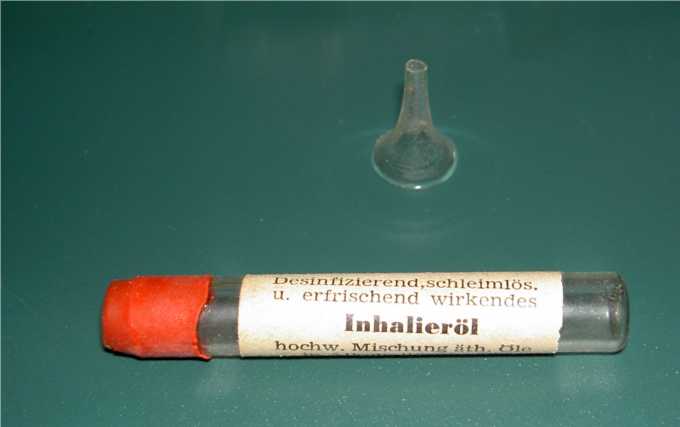 Desinfizierend,schleimlös.
u. erfrischend wirkendes
Inhalieröl
hochw. Mischung äth. Öle